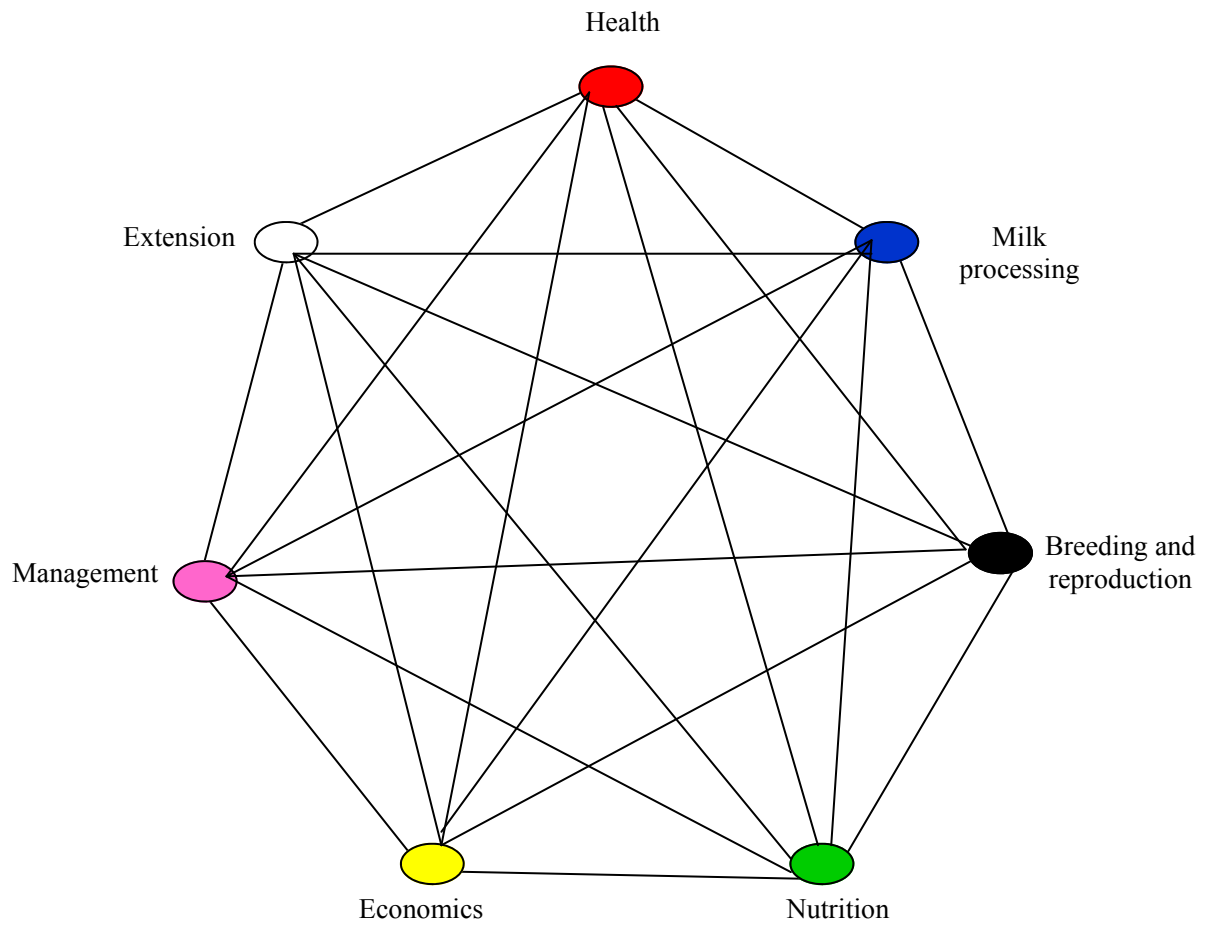 Health
Extension
Milk
processing
Breeding and
reproduction
Management
Economics
Nutrition